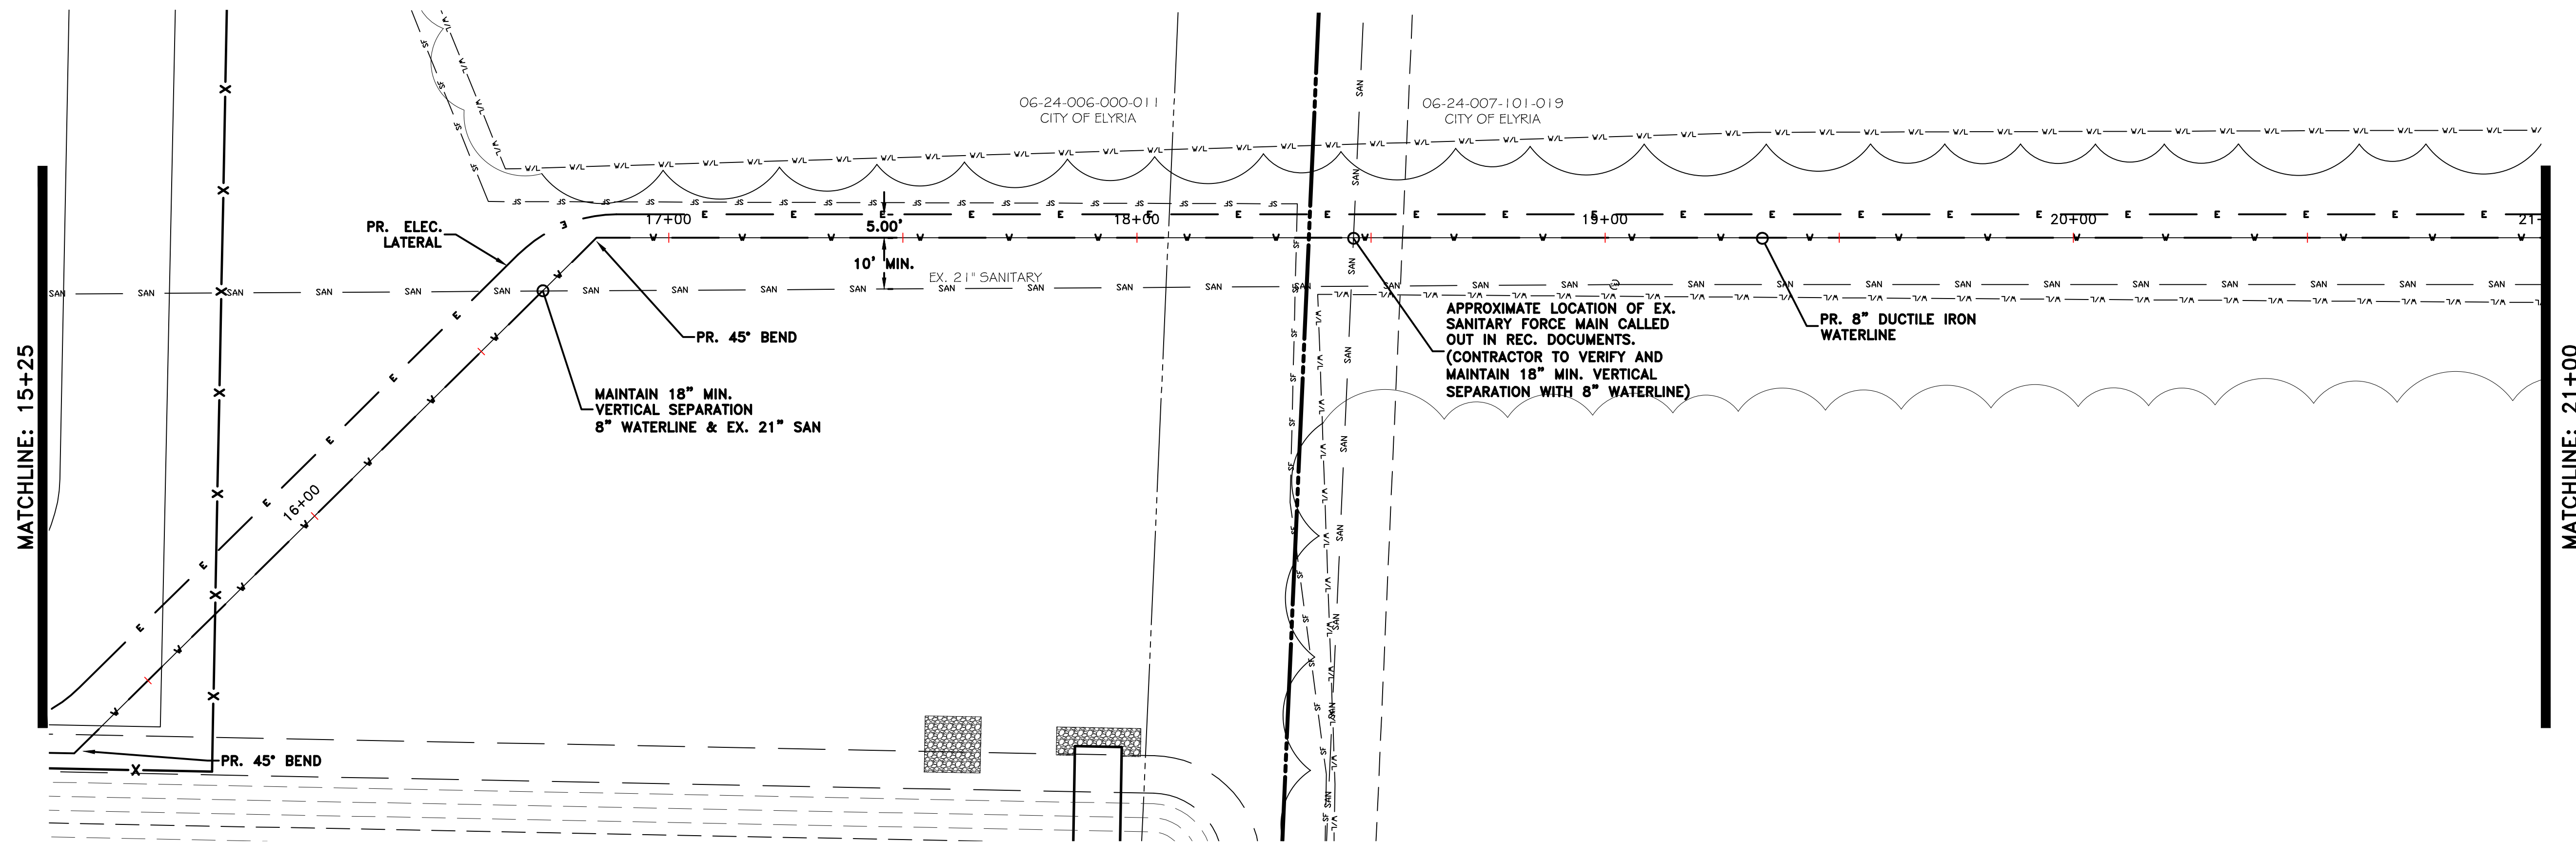 06-24-006-000-011
CITY OF ELYRIA
06-24-007-101-019
CITY OF ELYRIA
PR. ELEC.
LATERAL
17+00
5.00'
18+00
19+00
20+00
21+
10' MIN.
EX. 21" SANITARY
PR. 45° BEND
MAINTAIN 18" MIN.
VERTICAL SEPARATION
8" WATERLINE & EX. 21" SAN
APPROXIMATE LOCATION OF EX.
SANITARY FORCE MAIN CALLED
OUT IN REC. DOCUMENTS.
(CONTRACTOR TO VERIFY AND
MAINTAIN 18" MIN. VERTICAL
SEPARATION WITH 8" WATERLINE)
PR. 8" DUCTILE IRON
WATERLINE
MATCHLINE: 15+25
MATCHLINE: 21+00
16+00
PR. 45° BEND
SAN
W/L
SF
E
W
X